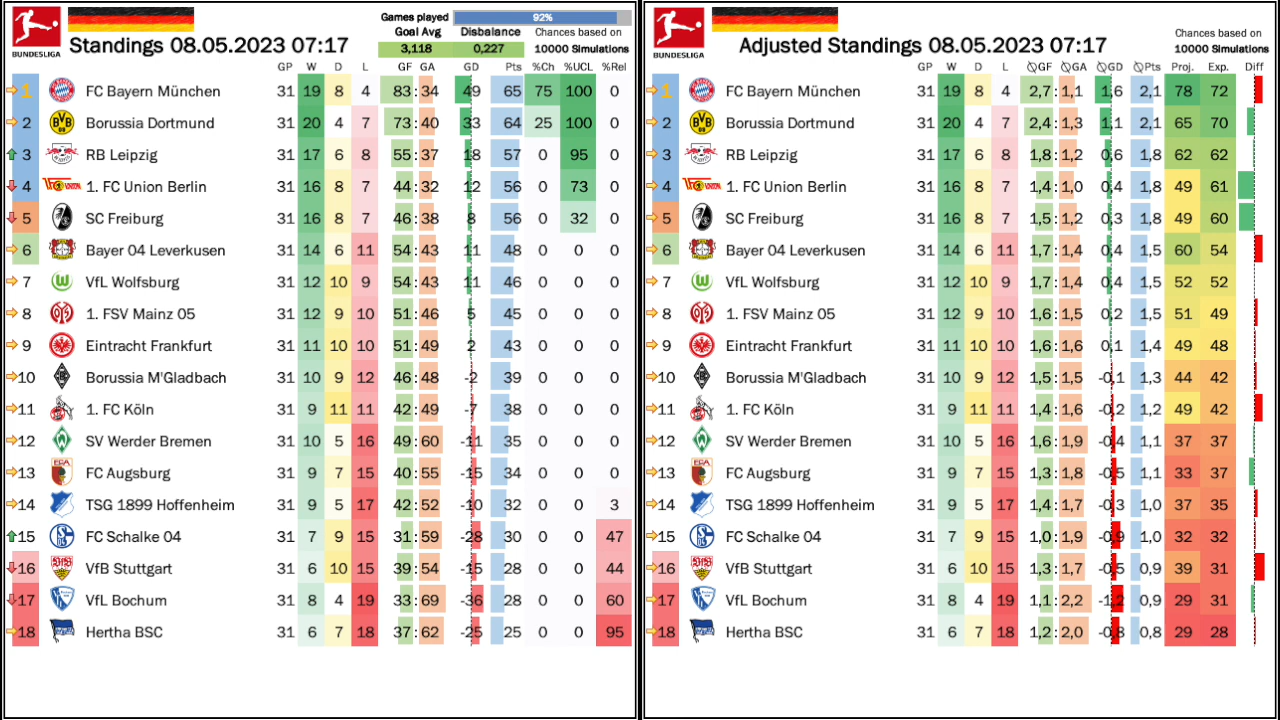 Games played 92%
Goal Avg Disbalance Chances based on
BUNDESLIGA Standings 08.05.2023 07:17 3,118 0,227 10000 Simulations
GP W D L GF GA GD Pts %Ch %UCL %Rel
1 FC Bayern München 31 19 8 4 83:34 49 65 75 100 0
2 Borussia Dortmund 31 20 4 7 73:40 33 64 25 100 0
3 RB Leipzig 31 17 6 8 55:37 18 57 0 95 0
4 1. FC Union Berlin 31 16 8 7 44:32 12 56 0 73 0
5 SC Freiburg 31 16 8 7 46:38 8 56 0 32 0
6 Bayer 04 Leverkusen 31 14 6 11 54:43 11 48 0 0 0
7 VfL Wolfsburg 31 12 10 9 54:43 11 46 0 0 0
8 1. FSV Mainz 05 31 12 9 10 51:46 5 45 0 0 0
9 Eintracht Frankfurt 31 11 10 10 51:49 2 43 0 0 0
10 Borussia M'Gladbach 31 10 9 12 46:48 -2 39 0 0 0
11 1. FC Köln 31 9 11 11 42:49 -7 38 0 0 0
12 SV Werder Bremen 31 10 5 16 49:60 -11 35 0 0 0
13 FC Augsburg 31 9 7 15 40:55 -15 34 0 0 0
14 TSG 1899 Hoffenheim 31 9 5 17 42:52 -10 32 0 0 3
15 FC Schalke 04 31 7 9 15 31:59 -28 30 0 0 47
16 VfB Stuttgart 31 6 10 15 39:54 -15 28 0 0 44
17 VfL Bochum 31 8 4 19 33:69 -36 28 0 0 60
18 Hertha BSC 31 6 7 18 37:62 -25 25 0 0 95
Chances based on
BUNDESLIGA Adjusted Standings 08.05.2023 07:17 10000 Simulations
GP W D L ∅GF ∅GA ∅GD ∅Pts Proj. Exp. Diff
1 FC Bayern München 31 19 8 4 2,7:1,1 1,6 2,1 78 72
2 Borussia Dortmund 31 20 4 7 2,4:1,3 1,1 2,1 65 70
3 RB Leipzig 31 17 6 8 1,8:1,2 0,6 1,8 62 62
4 1. FC Union Berlin 31 16 8 7 1,4:1,0 0,4 1,8 49 61
5 SC Freiburg 31 16 8 7 1,5:1,2 0,3 1,8 49 60
6 Bayer 04 Leverkusen 31 14 6 11 1,7:1,4 0,4 1,5 60 54
7 VfL Wolfsburg 31 12 10 9 1,7:1,4 0,4 1,5 52 52
8 1. FSV Mainz 05 31 12 9 10 1,6:1,5 0,2 1,5 51 49
9 Eintracht Frankfurt 31 11 10 10 1,6:1,6 0,1 1,4 49 48
10 Borussia M'Gladbach 31 10 9 12 1,5:1,5 -0,1 1,3 44 42
11 1. FC Köln 31 9 11 11 1,4:1,6 -0,2 1,2 49 42
12 SV Werder Bremen 31 10 5 16 1,6:1,9 -0,4 1,1 37 37
13 FC Augsburg 31 9 7 15 1,3:1,8 -0,5 1,1 33 37
14 TSG 1899 Hoffenheim 31 9 5 17 1,4:1,7 -0,3 1,0 37 35
15 FC Schalke 04 31 7 9 15 1,0:1,9 -0,9 1,0 32 32
16 VfB Stuttgart 31 6 10 15 1,3:1,7 -0,5 0,9 39 31
17 VfL Bochum 31 8 4 19 1,1:2,2 -1,2 0,9 29 31
18 Hertha BSC 31 6 7 18 1,2:2,0 -0,8 0,8 29 28